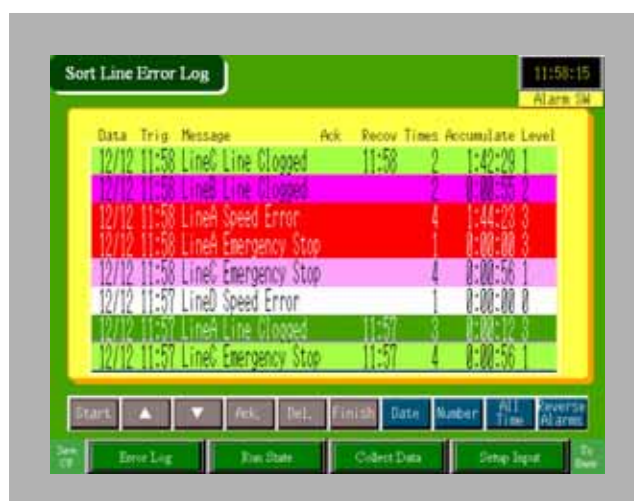 Sort Line Error Log
11:58:15
Alarm SW
Data Trig Message Ack Recov Times Accumulate Level
12/12 11:58 LineC Line Clogged 11:58 2 1:42:29 1
12/12 11:58 LineB Line Clogged 2 0:00:55 2
12/12 11:58 LineA Speed Error 4 1:44:23 3
12/12 11:58 LineA Emergency Stop 1 0:00:00 3
12/12 11:58 LineC Emergency Stop 4 0:00:56 1
12/12 11:57 LineD Speed Error 1 0:00:00 0
12/12 11:57 LineA Line Clogged 11:57 3 0:00:12 3
12/12 11:57 LineC Emergency Stop 11:57 4 0:00:56 1
Start ▲ ▼ Ack. Del. Finish Date Number All Time Reverse Alarms
Error Log Run State Collect Data Setup Input To